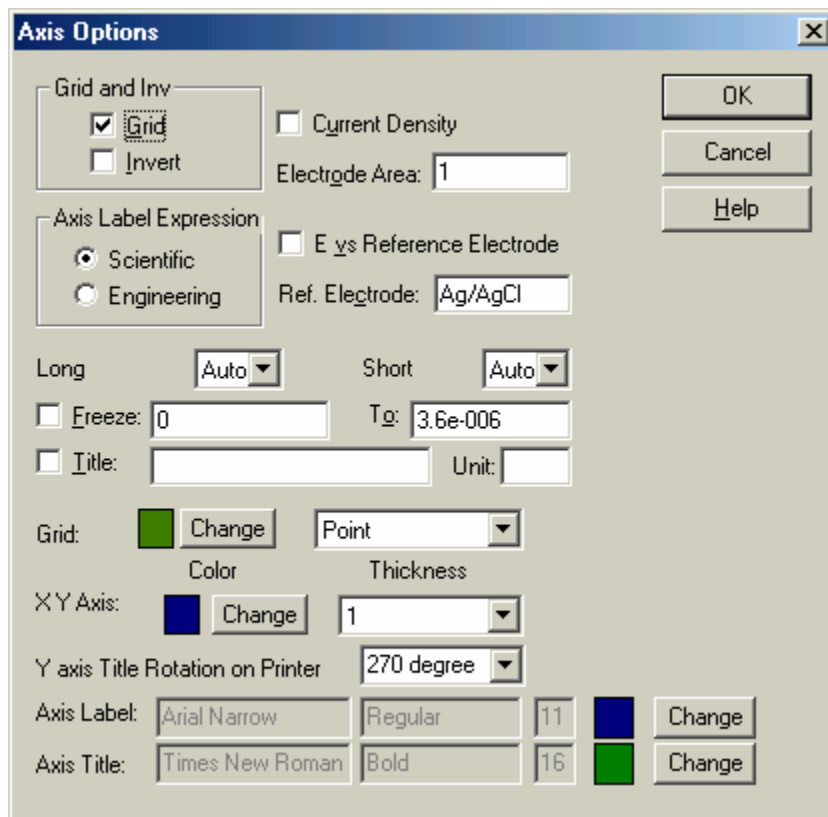 Axis Options
Grid and Inv
Grid
Invert
Current Density
Electrode Area: 1
OK
Cancel
Help
Axis Label Expression
Scientific
Engineering
E vs Reference Electrode
Ref. Electrode: Ag/AgCl
Long Auto Short Auto
Freeze: 0 To: 3.6e-006
Title: Unit:
Grid: Change Point
Color Thickness
X Y Axis: Change 1
Y axis Title Rotation on Printer 270 degree
Axis Label: Arial Narrow Regular 11 Change
Axis Title: Times New Roman Bold 16 Change